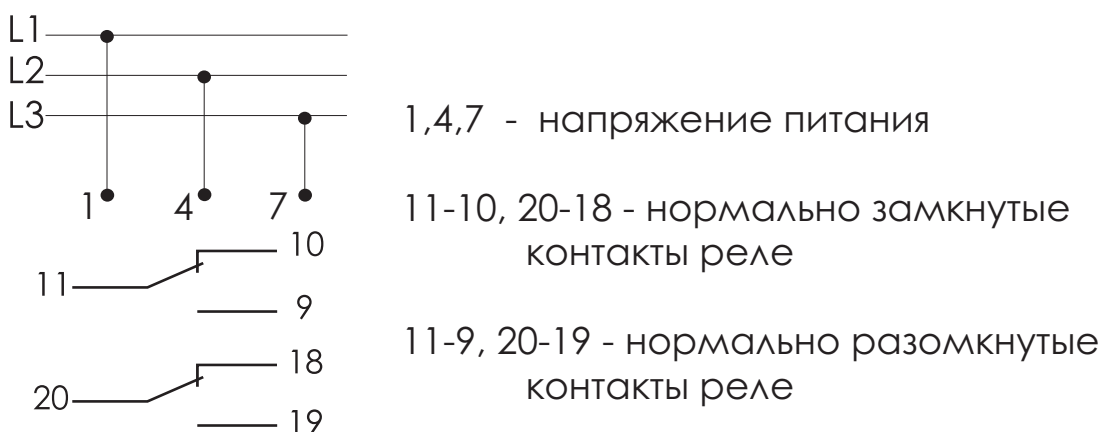 L1
L2
L3
1 4 7
1,4,7 - напряжение питания
11-10, 20-18 - нормально замкнутые
контакты реле
11-9, 20-19 - нормально разомкнутые
контакты реле
10
11
9
18
20
19